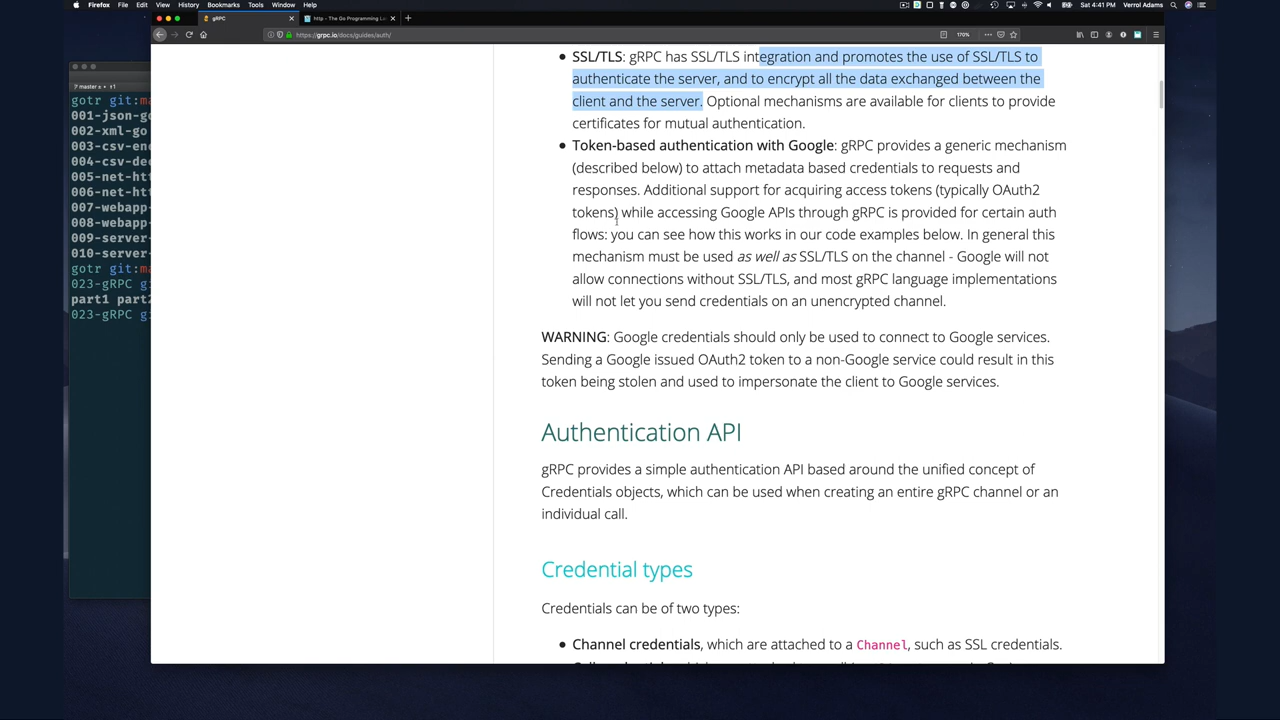 Firefox File Edit View History Bookmarks Tools Window Help
Sat 4:41 PM Verrol Adams
gRPC
http - The Go Programming La
https://grpc.io/docs/guides/auth/
170%
master
gotr git:ma
001-json-go
002-xml-go
003-csv-en
004-csv-de
005-net-ht
006-net-ht
007-webapp
008-webapp
009-server
010-server
gotr git:ma
023-gRPC gi
part1 part2
023-gRPC gi
• SSL/TLS: gRPC has SSL/TLS integration and promotes the use of SSL/TLS to
authenticate the server, and to encrypt all the data exchanged between the
client and the server. Optional mechanisms are available for clients to provide
certificates for mutual authentication.
• Token-based authentication with Google: gRPC provides a generic mechanism
(described below) to attach metadata based credentials to requests and
responses. Additional support for acquiring access tokens (typically OAuth2
tokens) while accessing Google APIs through gRPC is provided for certain auth
flows: you can see how this works in our code examples below. In general this
mechanism must be used as well as SSL/TLS on the channel - Google will not
allow connections without SSL/TLS, and most gRPC language implementations
will not let you send credentials on an unencrypted channel.
WARNING: Google credentials should only be used to connect to Google services.
Sending a Google issued OAuth2 token to a non-Google service could result in this
token being stolen and used to impersonate the client to Google services.
Authentication API
gRPC provides a simple authentication API based around the unified concept of
Credentials objects, which can be used when creating an entire gRPC channel or an
individual call.
Credential types
Credentials can be of two types:
• Channel credentials, which are attached to a Channel, such as SSL credentials.